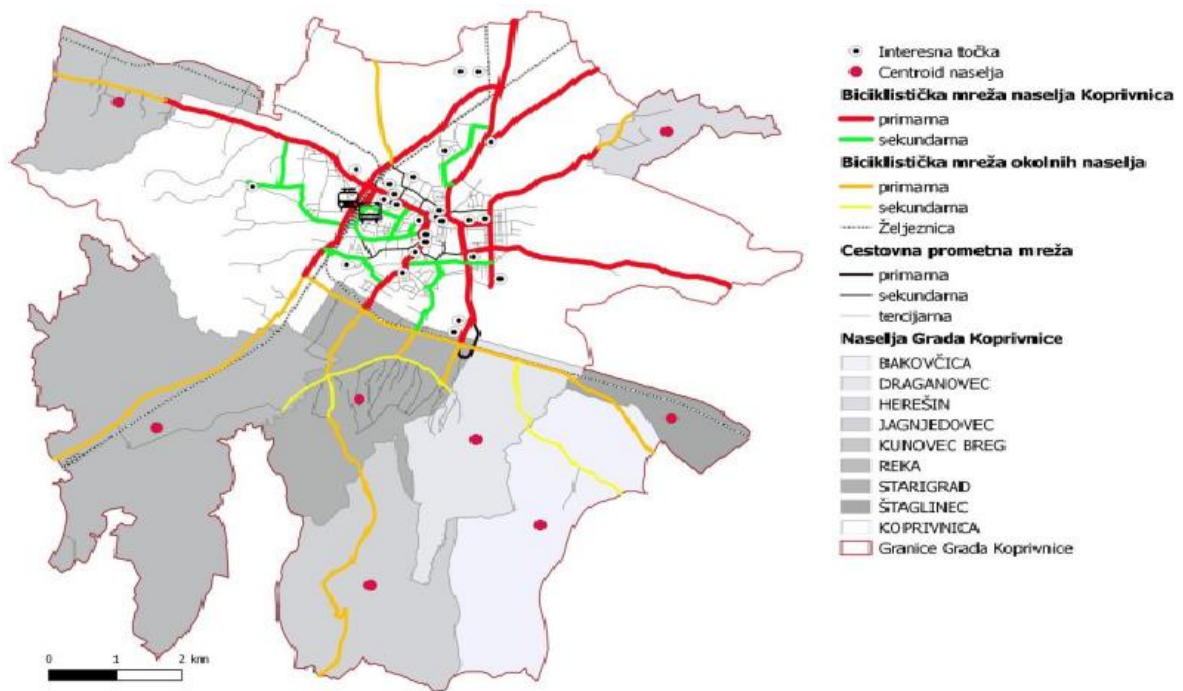 Interesna točka
Centroid naselja
Biciklistička mreža naselja Koprivnica
primarna
sekundarna
Biciklistička mreža okolnih naselja
primarna
sekundarna
Željeznica
Cestovna prometna mreža
primarna
sekundarna
tercijarna
Naselja Grada Koprivnice
BAKOVČICA
DRAGANOVEC
HEREŠIN
JAGNJEDOVEC
KUNOVEC BREG
REKA
STARIGRAD
ŠTAGLINEC
KOPRIVNICA
Granice Grada Koprivnice
0 1 2 km